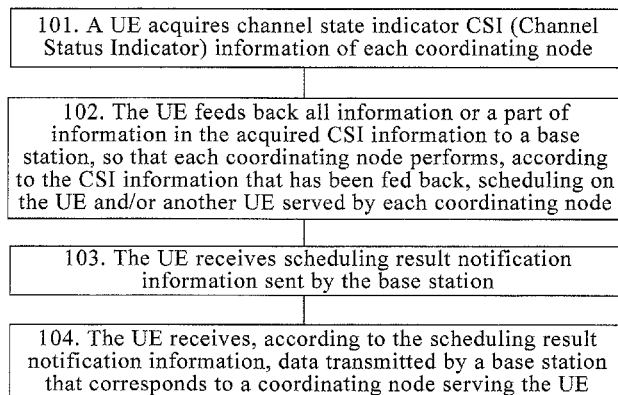 101. A UE acquires channel state indicator CSI (Channel
Status Indicator) information of each coordinating node
102. The UE feeds back all information or a part of
information in the acquired CSI information to a base
station, so that each coordinating node performs, according
to the CSI information that has been fed back, scheduling on
the UE and/or another UE served by each coordinating node
103. The UE receives scheduling result notification
information sent by the base station
104. The UE receives, according to the scheduling result
notification information, data transmitted by a base station
that corresponds to a coordinating node serving the UE